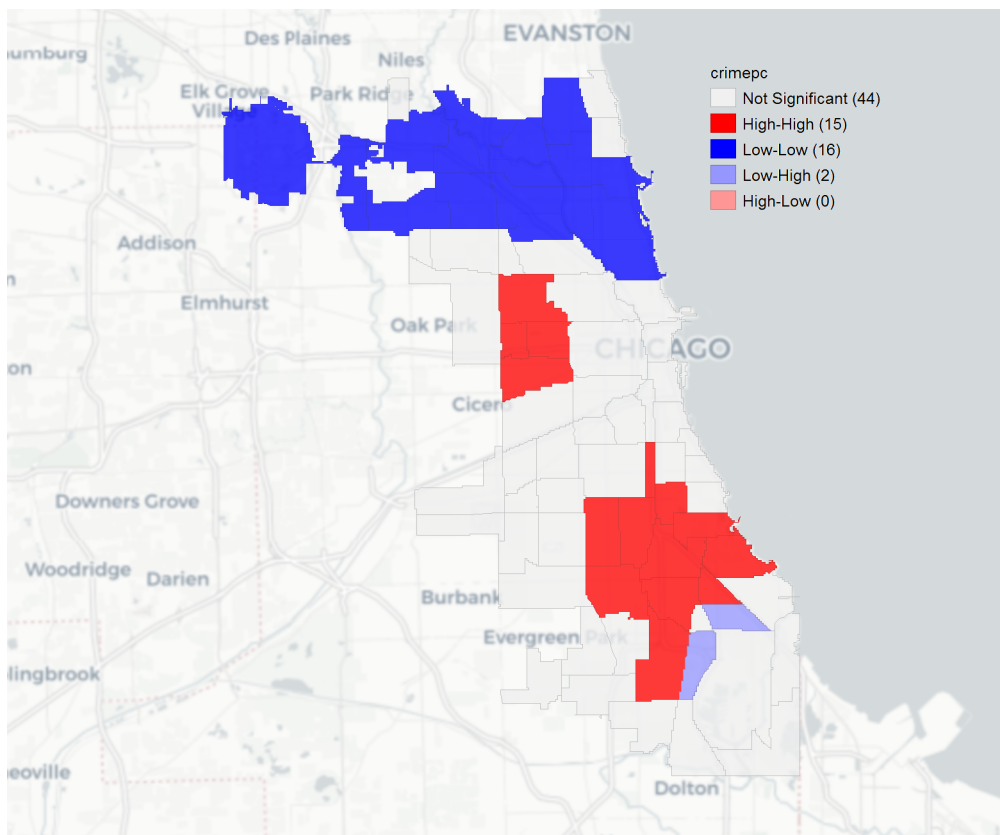 EVANSTON
Des Plaines
Niles
umburg
crimepc
Elk Grove
Village
Park Ridge
Not Significant (44)
High-High (15)
Low-Low (16)
Low-High (2)
High-Low (0)
Addison
Elmhurst
Oak Park
CHICAGO
on
Cicero
Downers Grove
Woodridge
Darien
Burbank
Evergreen Park
lingbrook
eoville
Dolton